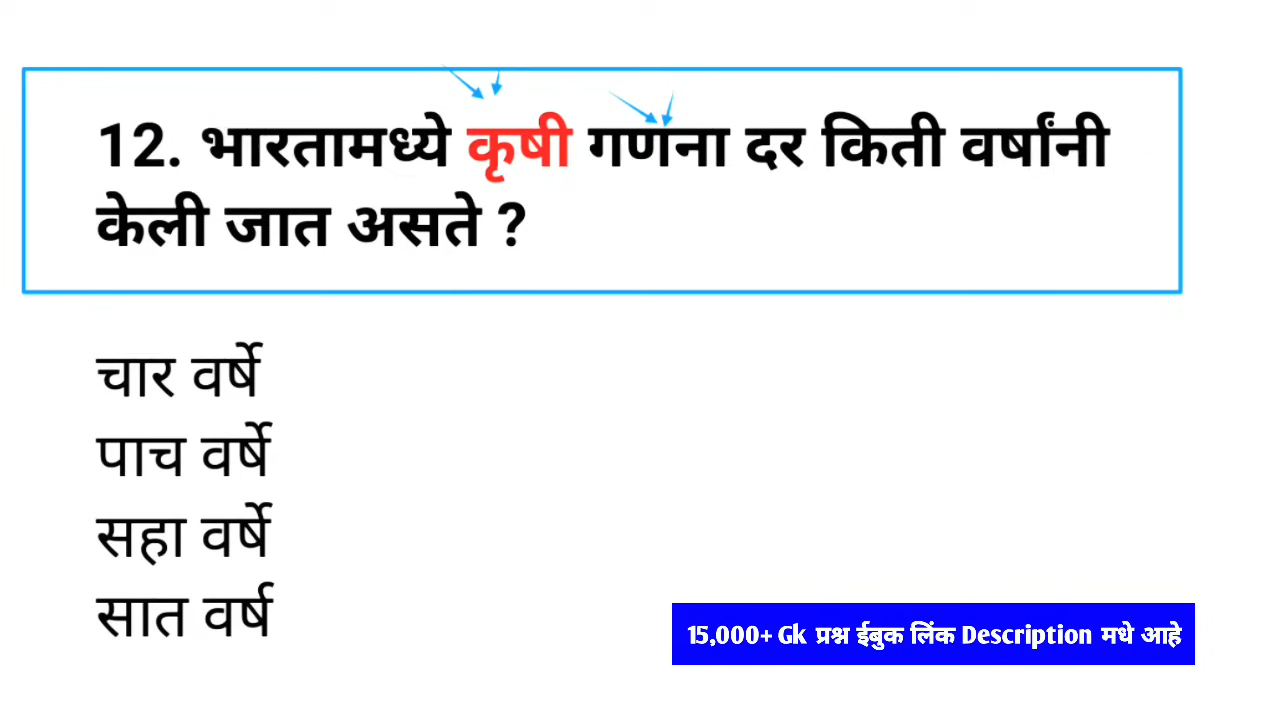 12. भारतामध्ये कृषी गणना दर किती वर्षांनी
केली जात असते ?
चार वर्षे
पाच वर्षे
सहा वर्षे
सात वर्ष
15,000+ Gk प्रश्न ईबुक लिंक Description मधे आहे